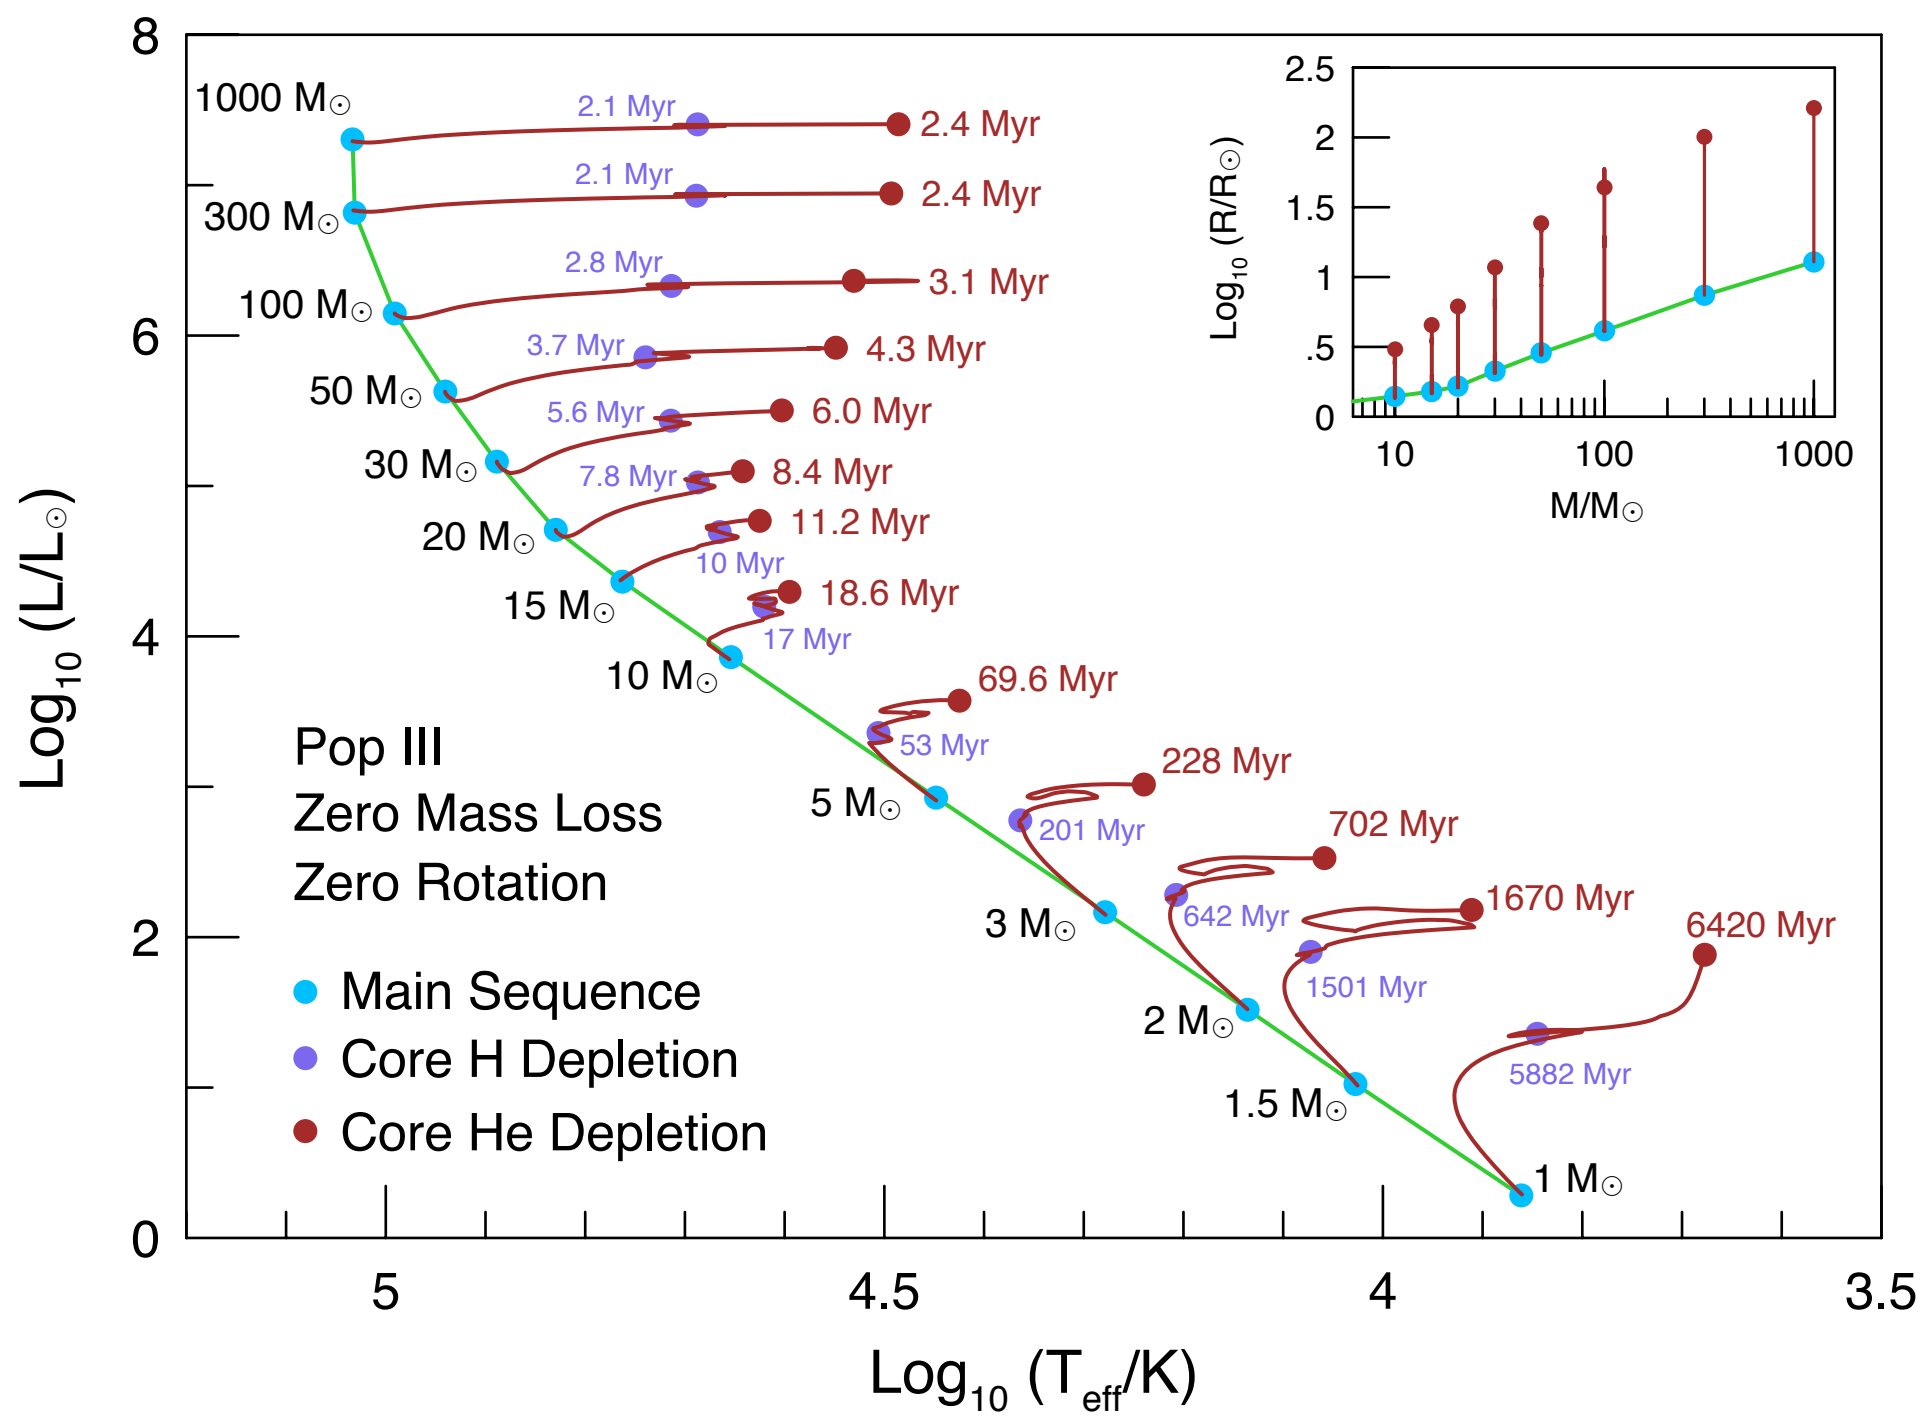 8
6
4
2
0
5
4.5
4
3.5
Log₁₀ (L/L☉)
Log₁₀ (T_eff/K)
1000 M☉
2.1 Myr
2.4 Myr
300 M☉
2.1 Myr
2.4 Myr
100 M☉
2.8 Myr
3.1 Myr
50 M☉
3.7 Myr
4.3 Myr
30 M☉
5.6 Myr
6.0 Myr
20 M☉
7.8 Myr
8.4 Myr
15 M☉
10 Myr
11.2 Myr
10 M☉
17 Myr
18.6 Myr
5 M☉
53 Myr
69.6 Myr
3 M☉
201 Myr
228 Myr
2 M☉
642 Myr
702 Myr
1.5 M☉
1501 Myr
1670 Myr
1 M☉
5882 Myr
6420 Myr
Pop III
Zero Mass Loss
Zero Rotation
Main Sequence
Core H Depletion
Core He Depletion
2.5
2
1.5
1
.5
0
10
100
1000
Log₁₀ (R/R☉)
M/M☉